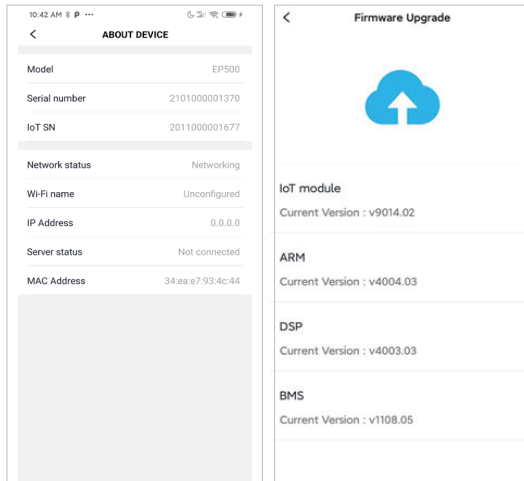 10:42 AM ···
ABOUT DEVICE
Model EP500
Serial number 2101000001370
IoT SN 2011000001677
Network status Networking
Wi-Fi name Unconfigured
IP Address 0.0.0.0
Server status Not connected
MAC Address 34:ea:e7:93:4c:44
Firmware Upgrade
IoT module
Current Version : v9014.02
ARM
Current Version : v4004.03
DSP
Current Version : v4003.03
BMS
Current Version : v1108.05